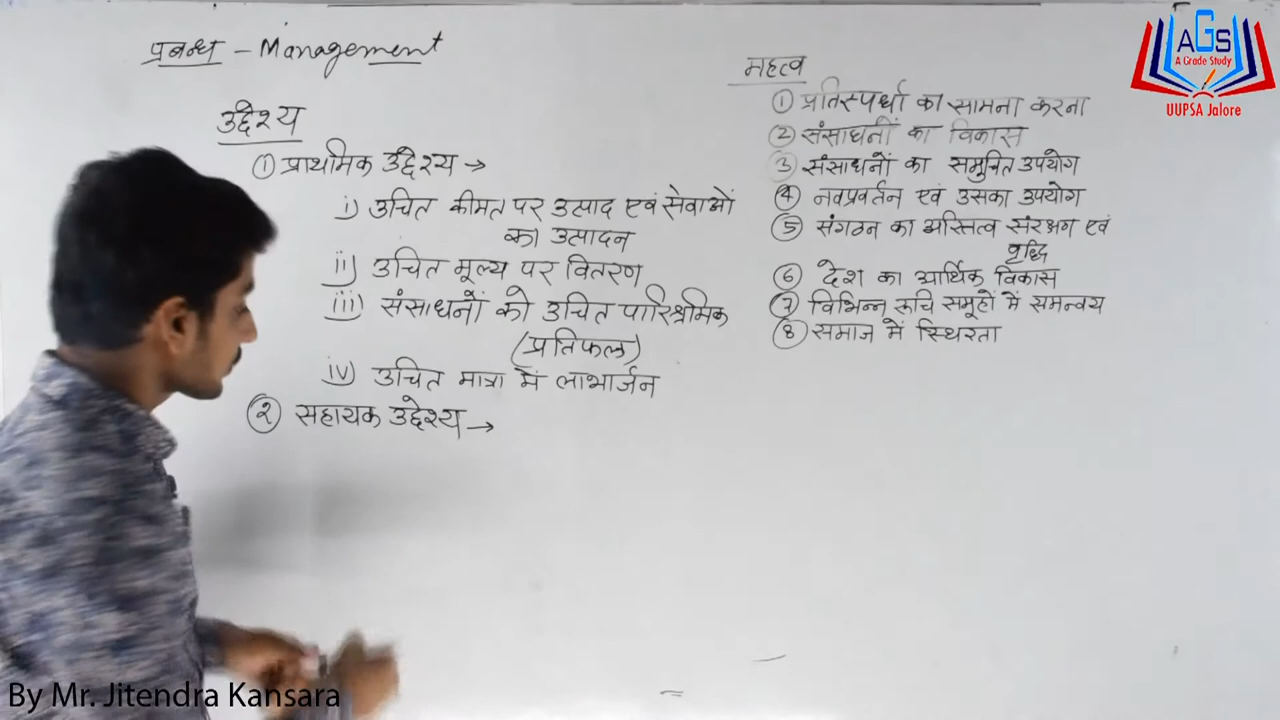 प्रबन्ध - Management
उद्देश्य
① प्राथमिक उद्देश्य →
i) उचित कीमत पर उत्पाद एवं सेवाओं
का उत्पादन
ii) उचित मूल्य पर वितरण
iii) संसाधनों को उचित पारिश्रमिक
(प्रतिफल)
iv) उचित मात्रा में लाभार्जन
② सहायक उद्देश्य →
महत्व
① प्रतिस्पर्धा का सामना करना
② संसाधनों का विकास
③ संसाधनों का समुचित उपयोग
④ नवप्रवर्तन एवं उसका उपयोग
⑤ संगठन का अस्तित्व संरक्षण एवं
वृद्धि
⑥ देश का आर्थिक विकास
⑦ विभिन्न रूचि समूहों में समन्वय
⑧ समाज में स्थिरता
AGS
A Grade Study
UUPSA Jalore
By Mr. Jitendra Kansara